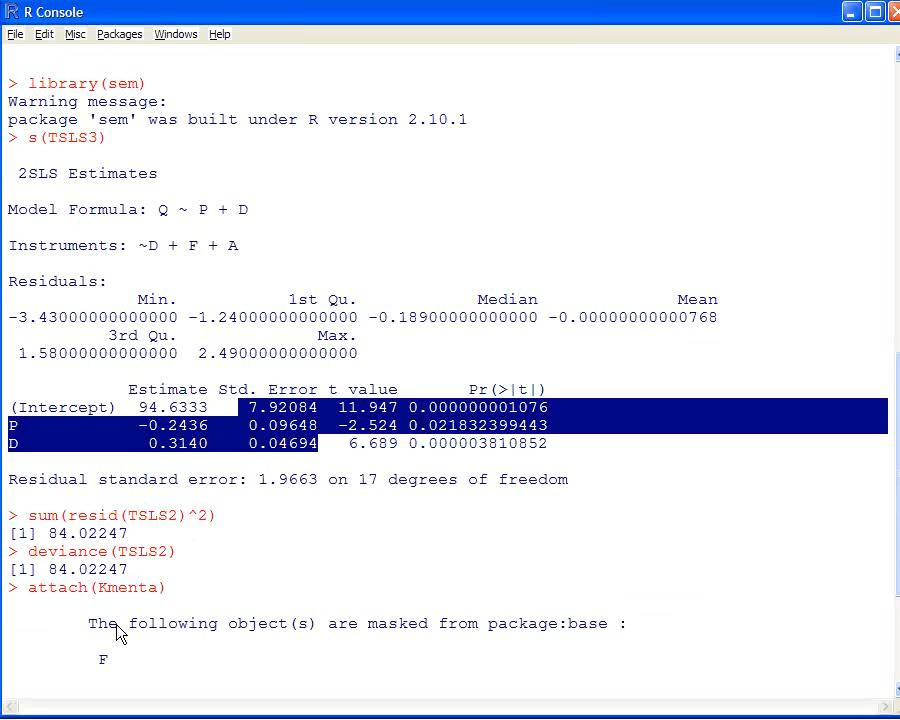 R Console
File Edit Misc Packages Windows Help
> library(sem)
Warning message:
package 'sem' was built under R version 2.10.1
> s(TSLS3)
2SLS Estimates
Model Formula: Q ~ P + D
Instruments: ~D + F + A
Residuals:
Min. 1st Qu. Median Mean
-3.43000000000000 -1.24000000000000 -0.18900000000000 -0.00000000000768
3rd Qu. Max.
1.58000000000000 2.49000000000000
Estimate Std. Error t value Pr(>|t|)
(Intercept) 94.6333 7.92084 11.947 0.000000001076
P -0.2436 0.09648 -2.524 0.021832399443
D 0.3140 0.04694 6.689 0.000003810852
Residual standard error: 1.9663 on 17 degrees of freedom
> sum(resid(TSLS2)^2)
[1] 84.02247
> deviance(TSLS2)
[1] 84.02247
> attach(Kmenta)
The following object(s) are masked from package:base :
F